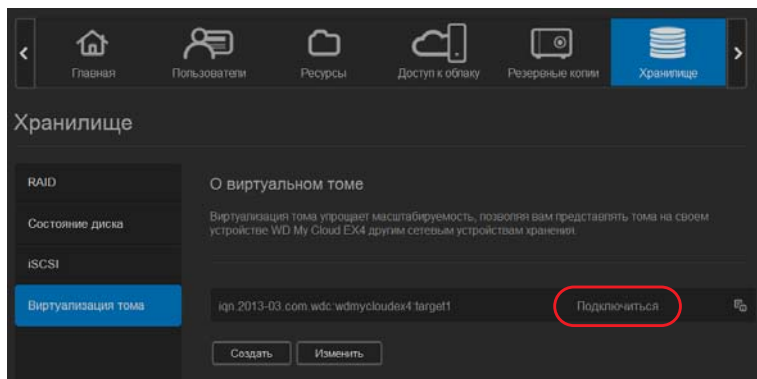 Главная
Пользователи
Ресурсы
Доступ к облаку
Резервные копии
Хранилище
Хранилище
RAID
Состояние диска
iSCSI
Виртуализация тома
О виртуальном томе
Виртуализация тома упрощает масштабируемость, позволяя вам представлять тома на своем
устройстве WD My Cloud EX4 другим сетевым устройствам хранения.
iqn.2013-03.com.wdc:wdmycloudex4:target1
Подключиться
Создать
Изменить